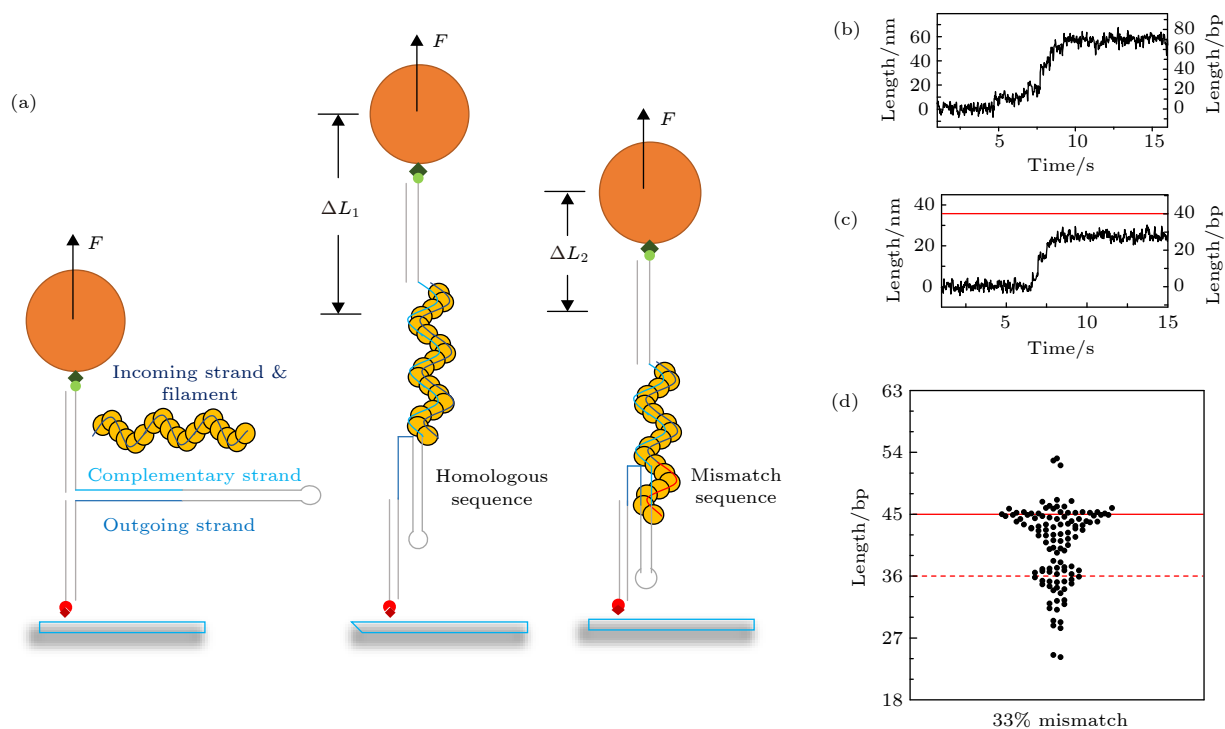 (a)
F
F
F
ΔL1
ΔL2
Incoming strand &
filament
Complementary strand
Outgoing strand
Homologous
sequence
Mismatch
sequence
(b)
Length/nm
60
40
20
0
80
60
40
20
0
Length/bp
5
10
15
Time/s
(c)
Length/nm
40
20
0
40
20
0
Length/bp
5
10
15
Time/s
(d)
Length/bp
63
54
45
36
27
18
33% mismatch